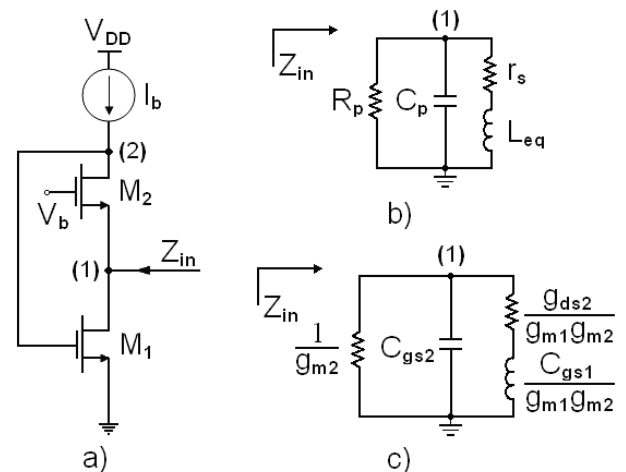 V_DD
I_b
(2)
M_2
V_b
(1)
Z_in
M_1
a)
(1)
Z_in
R_p
C_p
r_s
L_eq
b)
(1)
Z_in
1
g_m2
C_gs2
g_ds2
g_m1g_m2
C_gs1
g_m1g_m2
c)